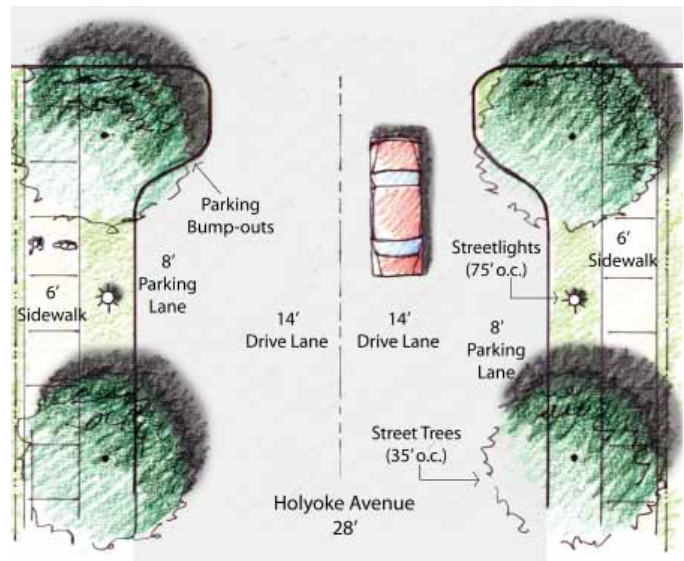 Parking
Bump-outs
8'
Parking
Lane
6'
Sidewalk
14'
Drive Lane
14'
Drive Lane
Streetlights
(75' o.c.)
6'
Sidewalk
8'
Parking
Lane
Street Trees
(35' o.c.)
Holyoke Avenue
28'